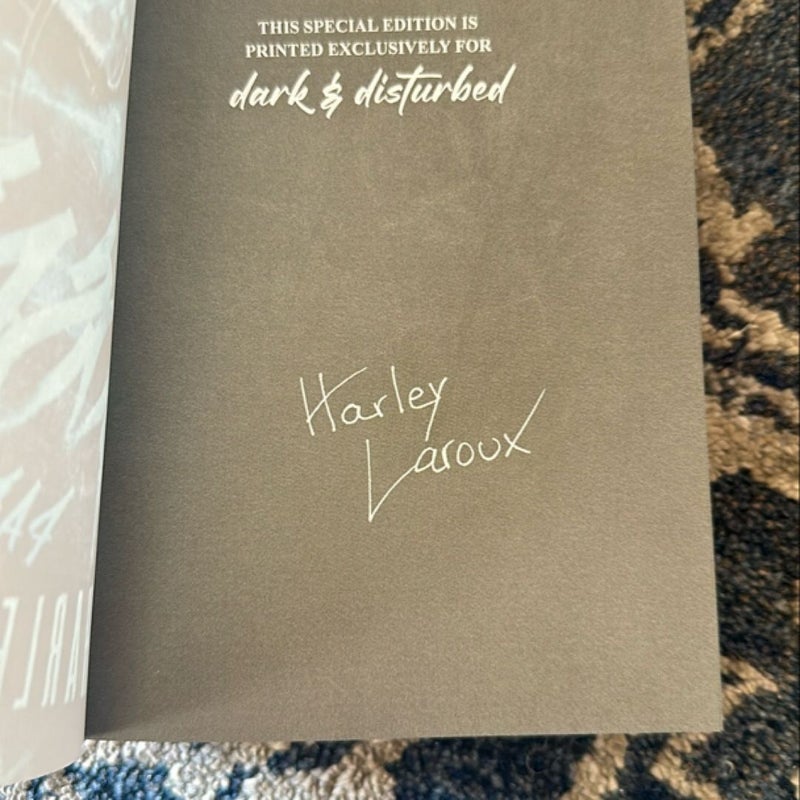 THIS SPECIAL EDITION IS
PRINTED EXCLUSIVELY FOR
dark & disturbed
Harley
Laroux